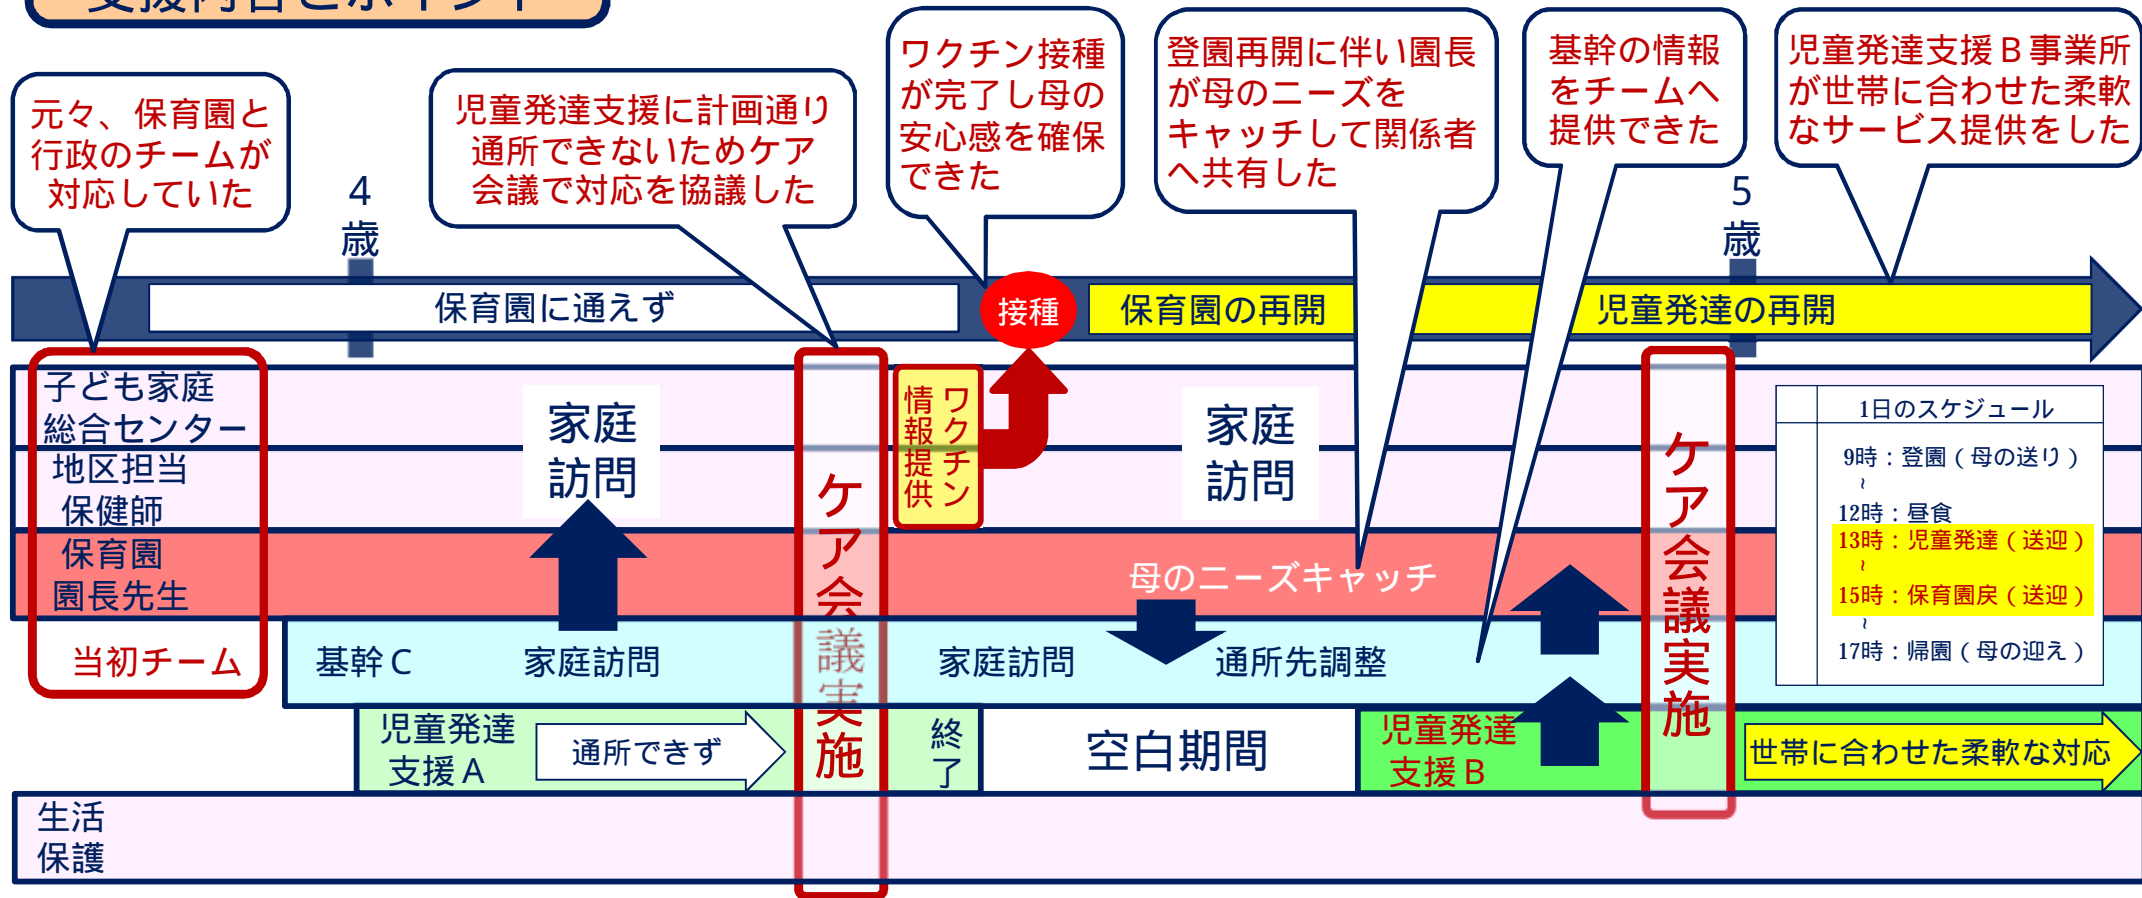 支援内容とポイント
元々、保育園と
行政のチームが
対応していた
4
歳
児童発達支援に計画通り
通所できないためケア
会議で対応を協議した
ワクチン接種
が完了し母の
安心感を確保
できた
登園再開に伴い園長
が母のニーズを
キャッチして関係者
へ共有した
基幹の情報
をチームへ
提供できた
5
歳
児童発達支援B事業所
が世帯に合わせた柔軟
なサービス提供をした
保育園に通えず
接種
保育園の再開
児童発達の再開
子ども家庭
総合センター
地区担当
保健師
保育園
園長先生
当初チーム
家庭
訪問
ケア会議実施
ワクチン
情報提供
家庭
訪問
母のニーズキャッチ
ケア会議実施
1日のスケジュール
9時：登園（母の送り）
~
12時：昼食
13時：児童発達（送迎）
~
15時：保育園戻（送迎）
~
17時：帰園（母の迎え）
基幹C
家庭訪問
家庭訪問
通所先調整
児童発達
支援A
通所できず
終
了
空白期間
児童発達
支援B
世帯に合わせた柔軟な対応
生活
保護